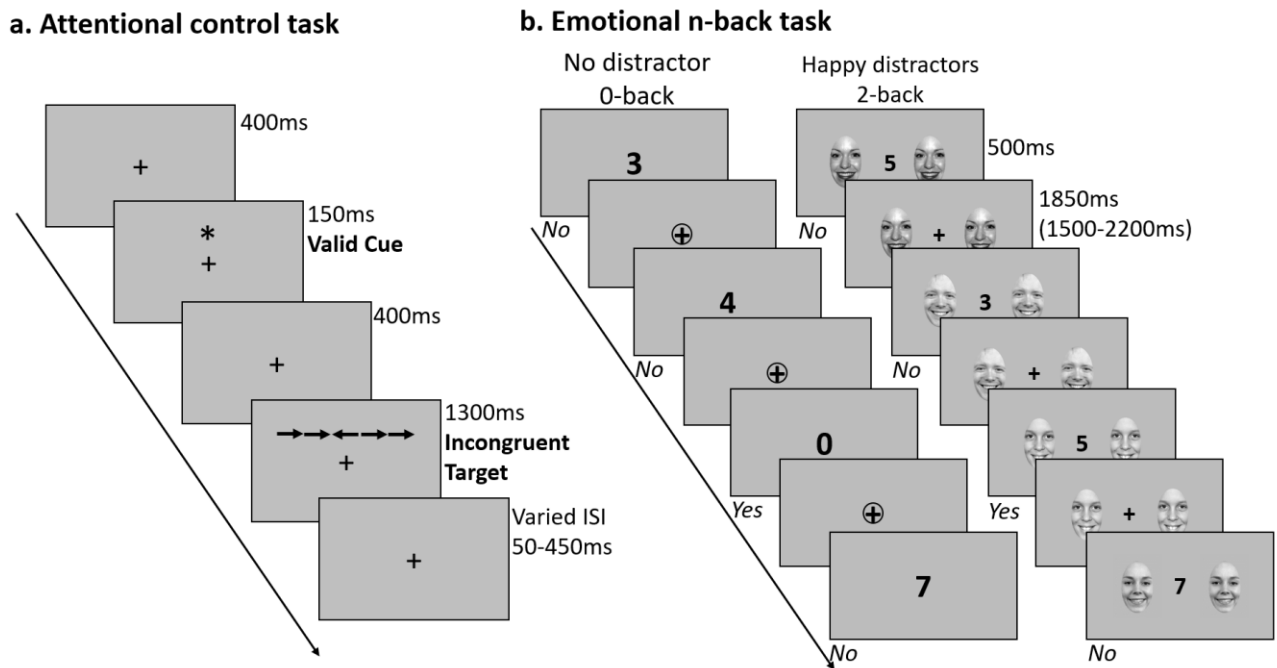 a. Attentional control task
+
400ms
*
+
150ms
Valid Cue
+
400ms
+
1300ms
Incongruent
Target
+
Varied ISI
50-450ms
b. Emotional n-back task
No distractor
0-back
3
No
+
4
No
+
0
Yes
+
7
No
Happy distractors
2-back
5
500ms
No
+
1850ms
(1500-2200ms)
3
No
+
5
Yes
+
7
No